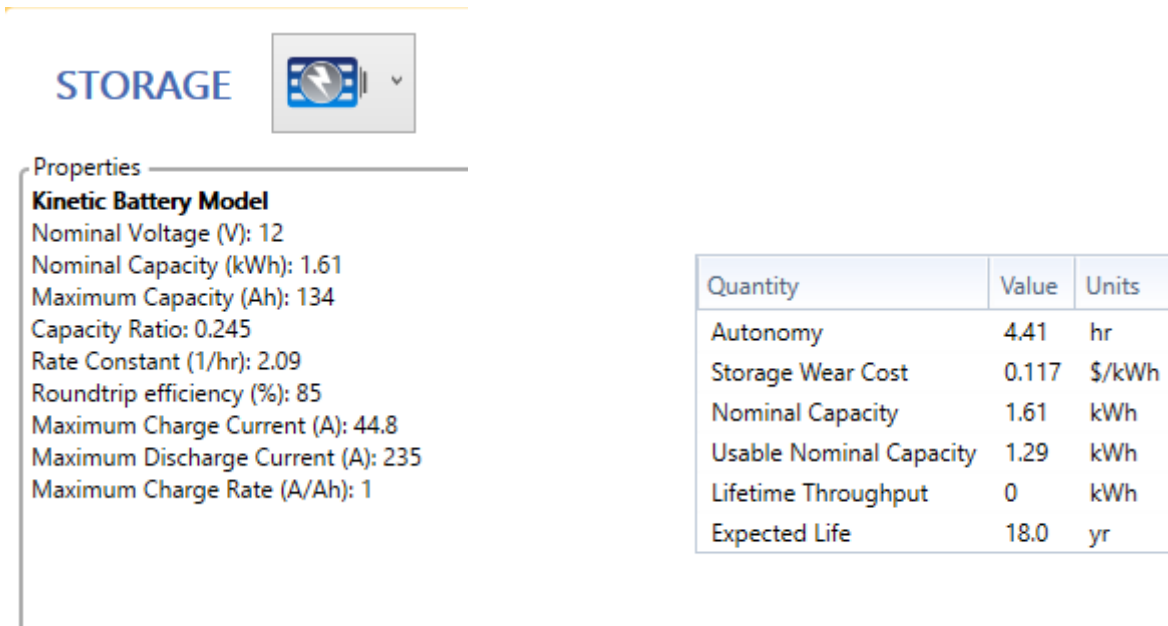 STORAGE
Properties
Kinetic Battery Model
Nominal Voltage (V): 12
Nominal Capacity (kWh): 1.61
Maximum Capacity (Ah): 134
Capacity Ratio: 0.245
Rate Constant (1/hr): 2.09
Roundtrip efficiency (%): 85
Maximum Charge Current (A): 44.8
Maximum Discharge Current (A): 235
Maximum Charge Rate (A/Ah): 1
Quantity Value Units
Autonomy 4.41 hr
Storage Wear Cost 0.117 $/kWh
Nominal Capacity 1.61 kWh
Usable Nominal Capacity 1.29 kWh
Lifetime Throughput 0 kWh
Expected Life 18.0 yr